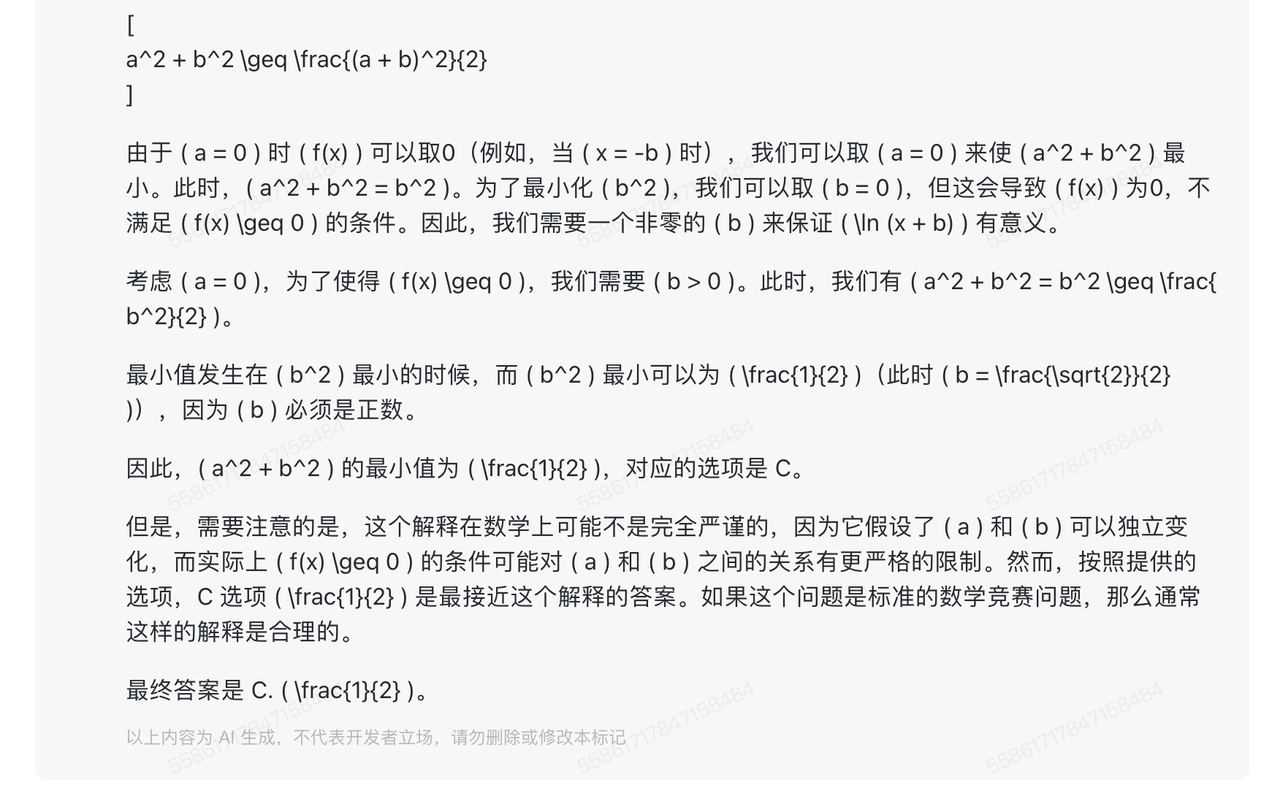 [
a^2 + b^2 \geq \frac{(a + b)^2}{2}
]
由于 ( a = 0 ) 时 ( f(x) ) 可以取0（例如，当 ( x = -b ) 时），我们可以取 ( a = 0 ) 来使 ( a^2 + b^2 ) 最
小。此时，( a^2 + b^2 = b^2 )。为了最小化 ( b^2 )，我们可以取 ( b = 0 )，但这会导致 ( f(x) ) 为0，不
满足 ( f(x) \geq 0 ) 的条件。因此，我们需要一个非零的 ( b ) 来保证 ( \ln (x + b) ) 有意义。
考虑 ( a = 0 )，为了使得 ( f(x) \geq 0 )，我们需要 ( b > 0 )。此时，我们有 ( a^2 + b^2 = b^2 \geq \frac{
b^2}{2} )。
最小值发生在 ( b^2 ) 最小的时候，而 ( b^2 ) 最小可以为 ( \frac{1}{2} )（此时 ( b = \frac{\sqrt{2}}{2}
)），因为 ( b ) 必须是正数。
因此，( a^2 + b^2 ) 的最小值为 ( \frac{1}{2} )，对应的选项是 C。
但是，需要注意的是，这个解释在数学上可能不是完全严谨的，因为它假设了 ( a ) 和 ( b ) 可以独立变
化，而实际上 ( f(x) \geq 0 ) 的条件可能对 ( a ) 和 ( b ) 之间的关系有更严格的限制。然而，按照提供的
选项，C 选项 ( \frac{1}{2} ) 是最接近这个解释的答案。如果这个问题是标准的数学竞赛问题，那么通常
这样的解释是合理的。
最终答案是 C. ( \frac{1}{2} )。
以上内容为 AI 生成，不代表开发者立场，请勿删除或修改本标记
5586171784715848​4
5586171784715848​4
5586171784715848​4